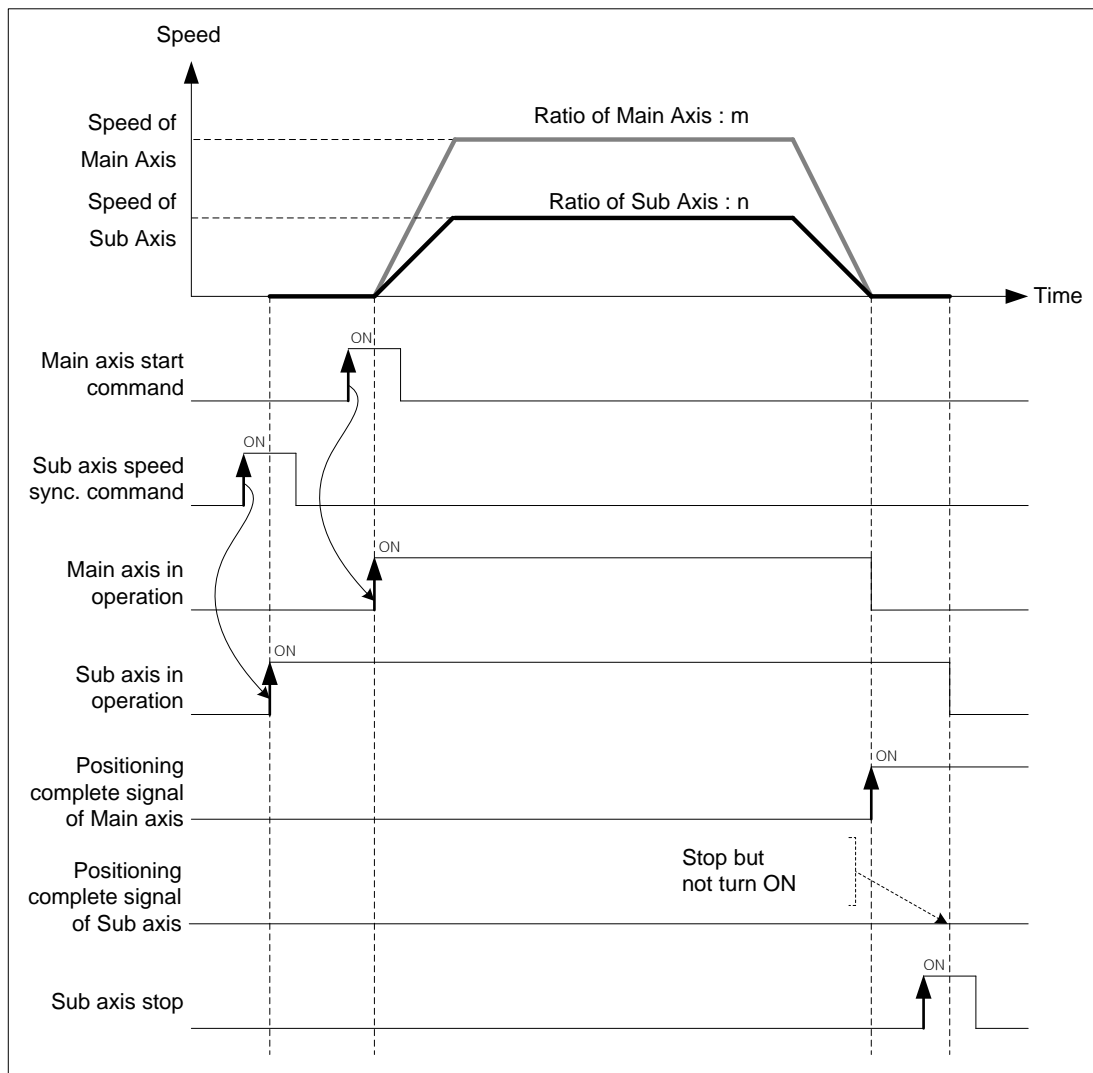 Speed
Speed of
Main Axis
Ratio of Main Axis : m
Speed of
Sub Axis
Ratio of Sub Axis : n
Time
ON
Main axis start
command
ON
Sub axis speed
sync. command
ON
Main axis in
operation
ON
Sub axis in
operation
ON
Positioning
complete signal
of Main axis
Stop but
not turn ON
Positioning
complete signal
of Sub axis
ON
Sub axis stop